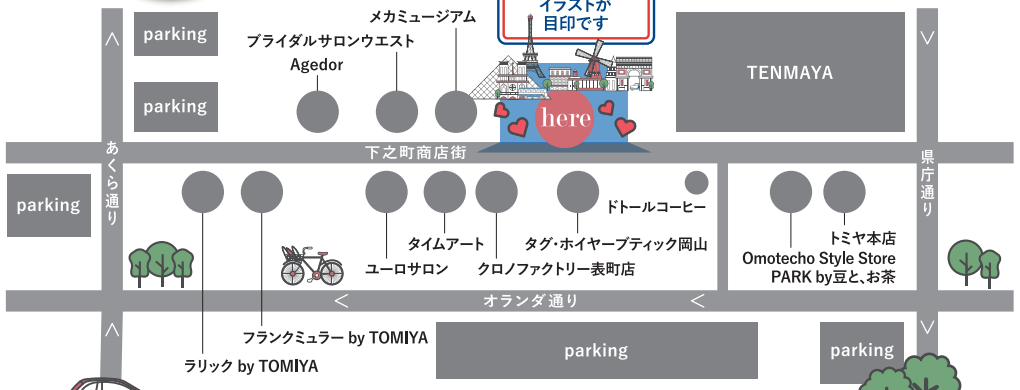 イラストが
目印です
メカミュージアム
ブライダルサロンウエスト
Agedor
parking
parking
TENMAYA
here
下之町商店街
あくら通り
県庁通り
parking
ドトールコーヒー
タイムアート
タグ・ホイヤーブティック岡山
ユーロサロン
クロノファクトリー表町店
トミヤ本店
Omotecho Style Store
PARK by豆と、お茶
オランダ通り
フランクミュラー by TOMIYA
ラリック by TOMIYA
parking
parking